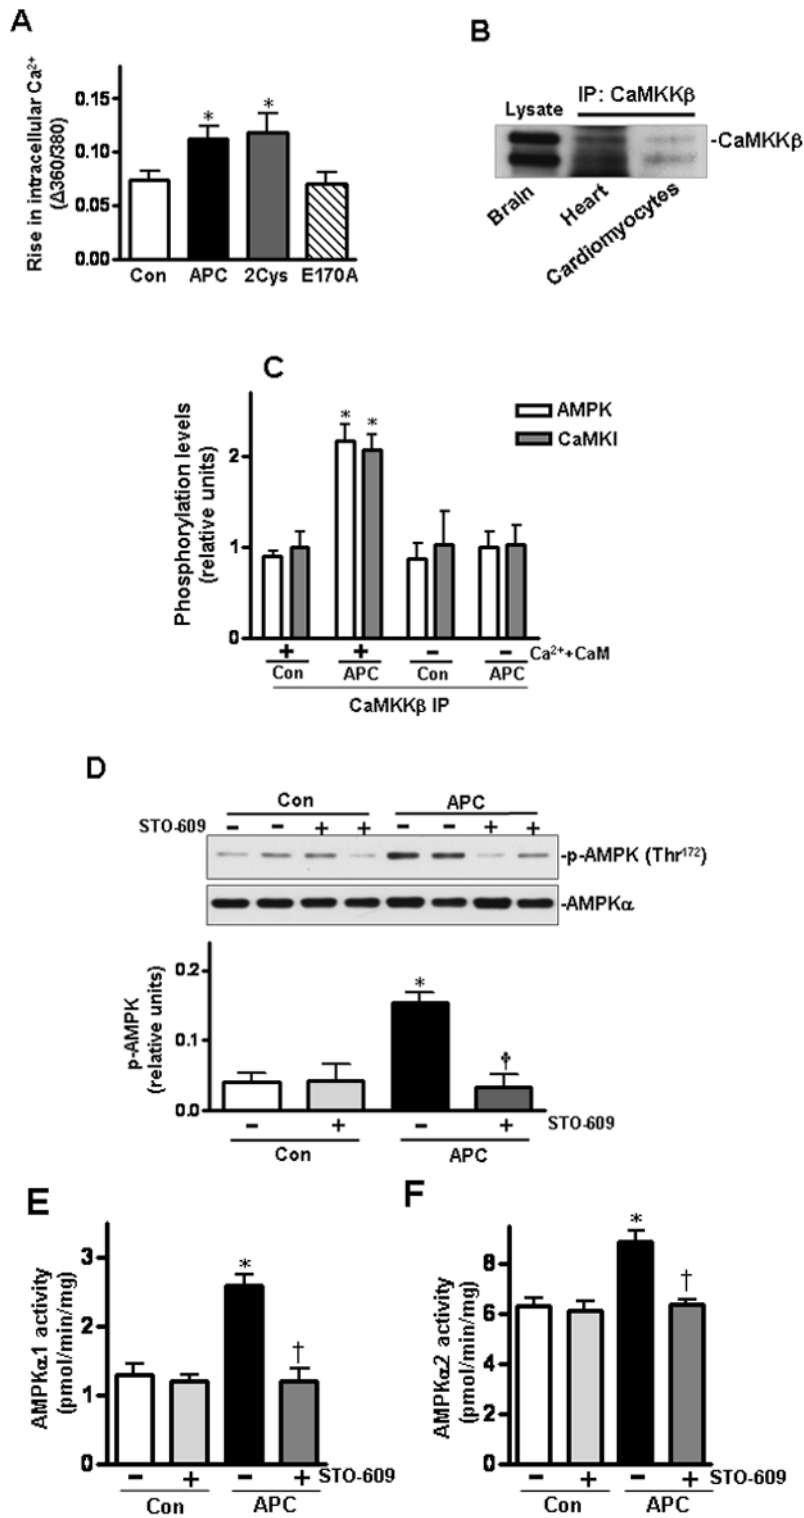 A
Rise in intracellular Ca²⁺
(Δ360/380)
0.15
0.10
0.05
0.00
*
*
Con APC 2Cys E170A
B
IP: CaMKKβ
Lysate
-CaMKKβ
Brain
Heart
Cardiomyocytes
C
Phosphorylation levels
(relative units)
2
1
0
* *
AMPK
CaMKI
+ + - - Ca²⁺+CaM
Con APC Con APC
CaMKKβ IP
D
Con APC
STO-609 - - + + - - + +
-p-AMPK (Thr¹⁷²)
-AMPKα
p-AMPK
(relative units)
0.2
0.1
0.0
*
†
- + - + STO-609
Con APC
E
AMPKα1 activity
(pmol/min/mg)
3
2
1
0
*
†
- + - + STO-609
Con APC
F
AMPKα2 activity
(pmol/min/mg)
8
6
4
2
0
*
†
- + - + STO-609
Con APC